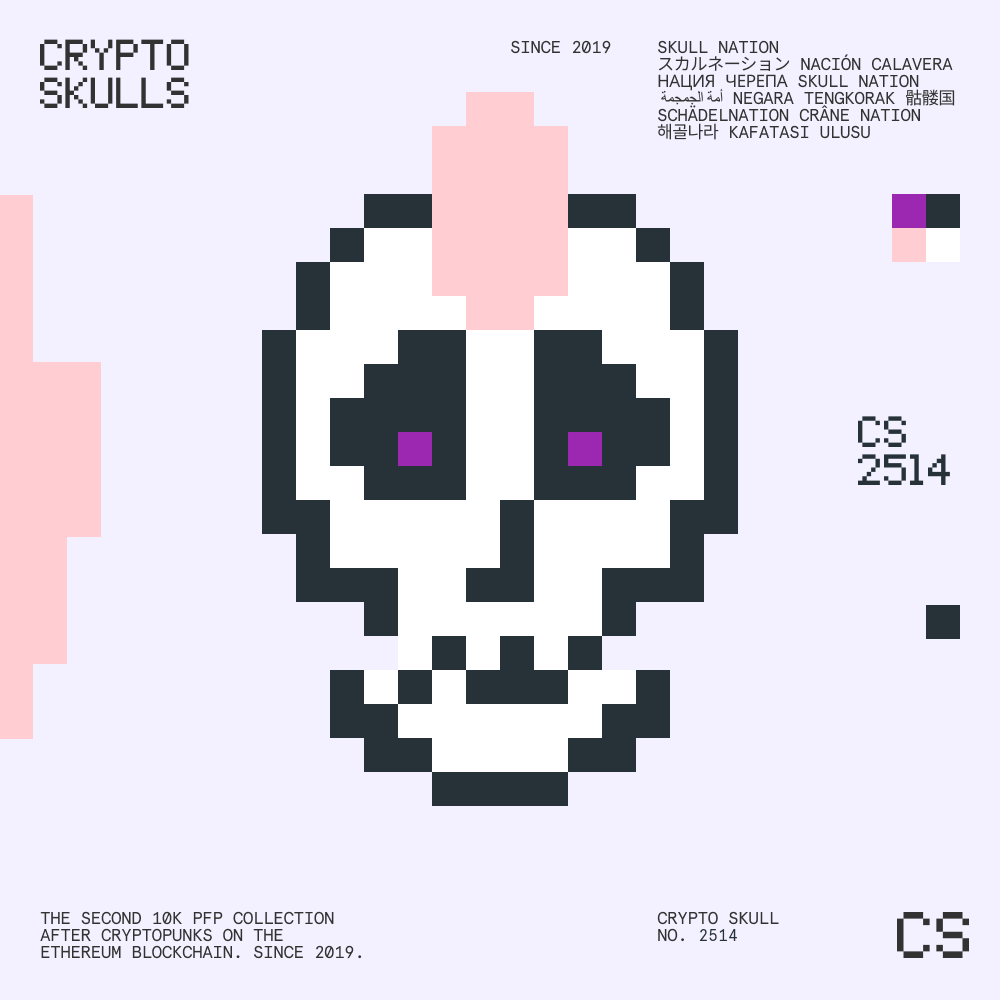 CRYPTO
SKULLS
SINCE 2019
SKULL NATION
スカルネーション NACIÓN CALAVERA
НАЦИЯ ЧЕРЕПА SKULL NATION
أمة الجمجمة NEGARA TENGKORAK 骷髅国
SCHÄDELNATION CRÂNE NATION
해골나라 KAFATASI ULUSU
CS
2514
THE SECOND 10K PFP COLLECTION
AFTER CRYPTOPUNKS ON THE
ETHEREUM BLOCKCHAIN. SINCE 2019.
CRYPTO SKULL
NO. 2514
CS